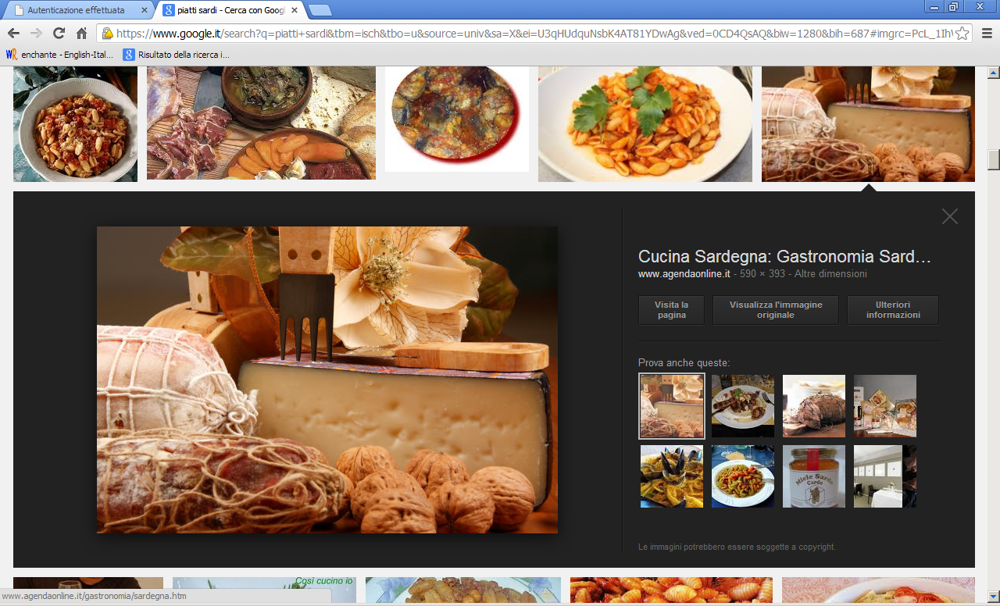 Autenticazione effettuata
piatti sardi - Cerca con Goog
https://www.google.it/search?q=piatti+sardi&tbm=isch&tbo=u&source=univ&sa=X&ei=U3qHUdquNsbK4AT81YDwAg&ved=0CD4QsAQ&biw=1280&bih=687#imgrc=PcL_1IhV
enchante - English-Ital...
Risultato della ricerca i...
Cucina Sardegna: Gastronomia Sard...
www.agendaonline.it - 590 × 393 - Altre dimensioni
Visita la pagina
Visualizza l'immagine originale
Ulteriori informazioni
Prova anche queste:
Miele Sardo
Cardo
Le immagini potrebbero essere soggette a copyright.
Così cucino io
www.agendaonline.it/gastronomia/sardegna.htm